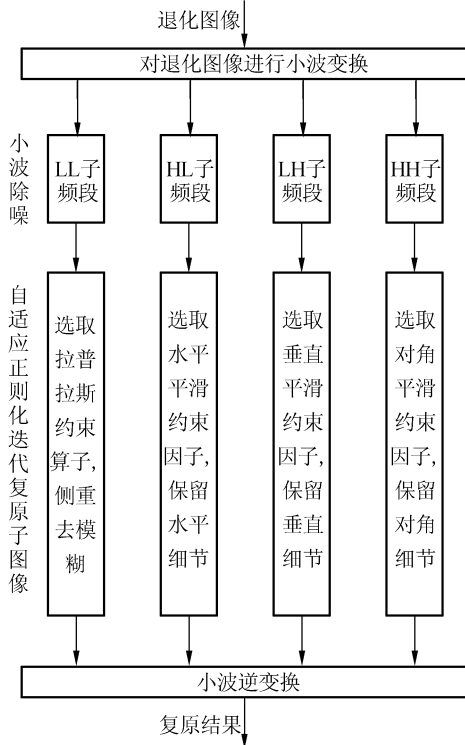 退化图像
对退化图像进行小波变换
小波除噪
LL子
频段
HL子
频段
LH子
频段
HH子
频段
自适应正则化迭代复原子图像
选取
拉普
拉斯
约束
算子,
侧重
去模
糊
选取
水平
平滑
约束
因子,
保留
水平
细节
选取
垂直
平滑
约束
因子,
保留
垂直
细节
选取
对角
平滑
约束
因子,
保留
对角
细节
小波逆变换
复原结果